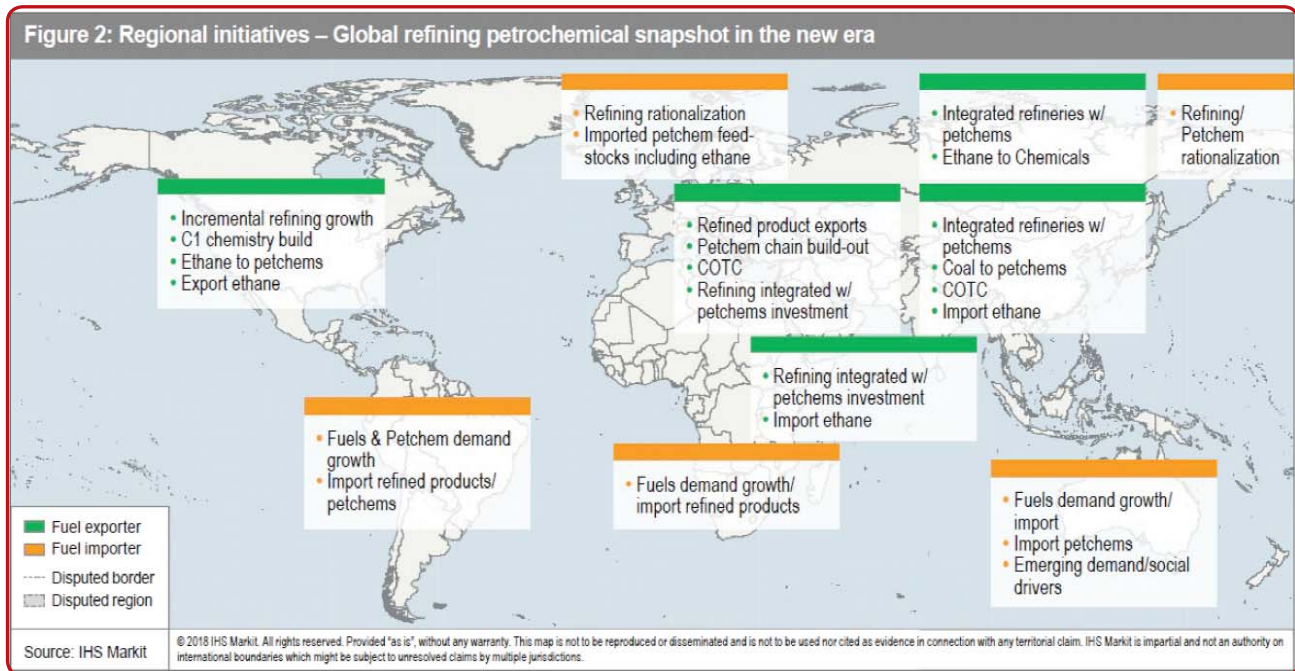 Figure 2: Regional initiatives – Global refining petrochemical snapshot in the new era
• Refining rationalization
• Imported petchem feed-
stocks including ethane
• Integrated refineries w/
petchems
• Ethane to Chemicals
• Refining/
Petchem
rationalization
• Incremental refining growth
• C1 chemistry build
• Ethane to petchems
• Export ethane
• Refined product exports
• Petchem chain build-out
• COTC
• Refining integrated w/
petchems investment
• Integrated refineries w/
petchems
• Coal to petchems
• COTC
• Import ethane
• Refining integrated w/
petchems investment
• Import ethane
• Fuels & Petchem demand
growth
• Import refined products/
petchems
• Fuels demand growth/
import refined products
• Fuels demand growth/
import
• Import petchems
• Emerging demand/social
drivers
Fuel exporter
Fuel importer
Disputed border
Disputed region
Source: IHS Markit
© 2018 IHS Markit. All rights reserved. Provided "as is", without any warranty. This map is not to be reproduced or disseminated and is not to be used nor cited as evidence in connection with any territorial claim. IHS Markit is impartial and not an authority on
international boundaries which might be subject to unresolved claims by multiple jurisdictions.